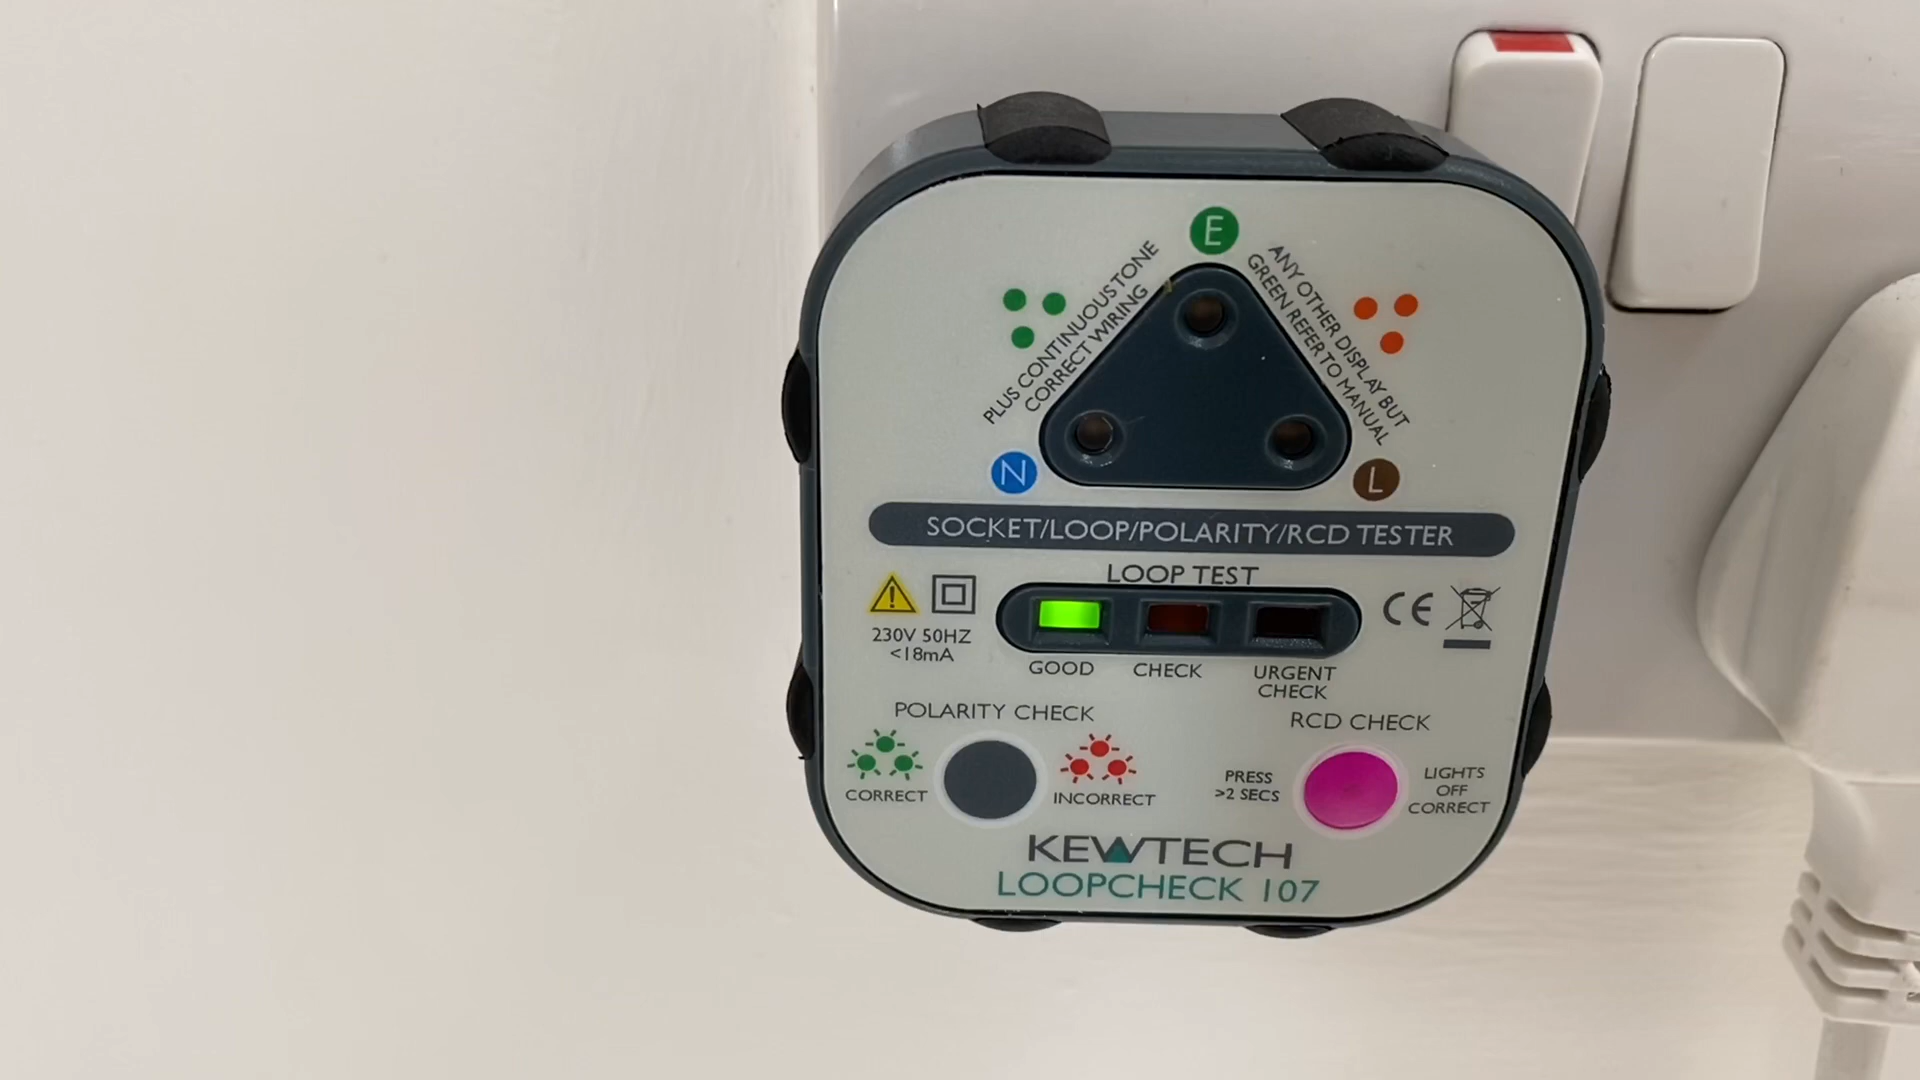 E
PLUS CONTINUOUS TONE
CORRECT WIRING
ANY OTHER DISPLAY BUT
GREEN REFER TO MANUAL
N
L
SOCKET/LOOP/POLARITY/RCD TESTER
LOOP TEST
230V 50HZ
<18mA
CE
GOOD
CHECK
URGENT
CHECK
POLARITY CHECK
CORRECT
INCORRECT
RCD CHECK
PRESS
>2 SECS
LIGHTS
OFF
CORRECT
KEWTECH
LOOPCHECK 107